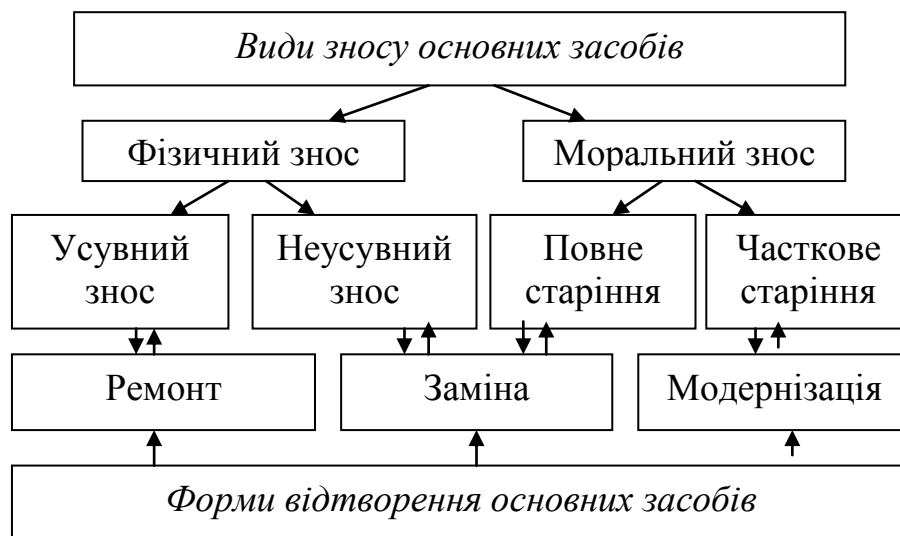 Види зносу основних засобів
Фізичний знос
Моральний знос
Усувний
знос
Неусувний
знос
Повне
старіння
Часткове
старіння
Ремонт
Заміна
Модернізація
Форми відтворення основних засобів